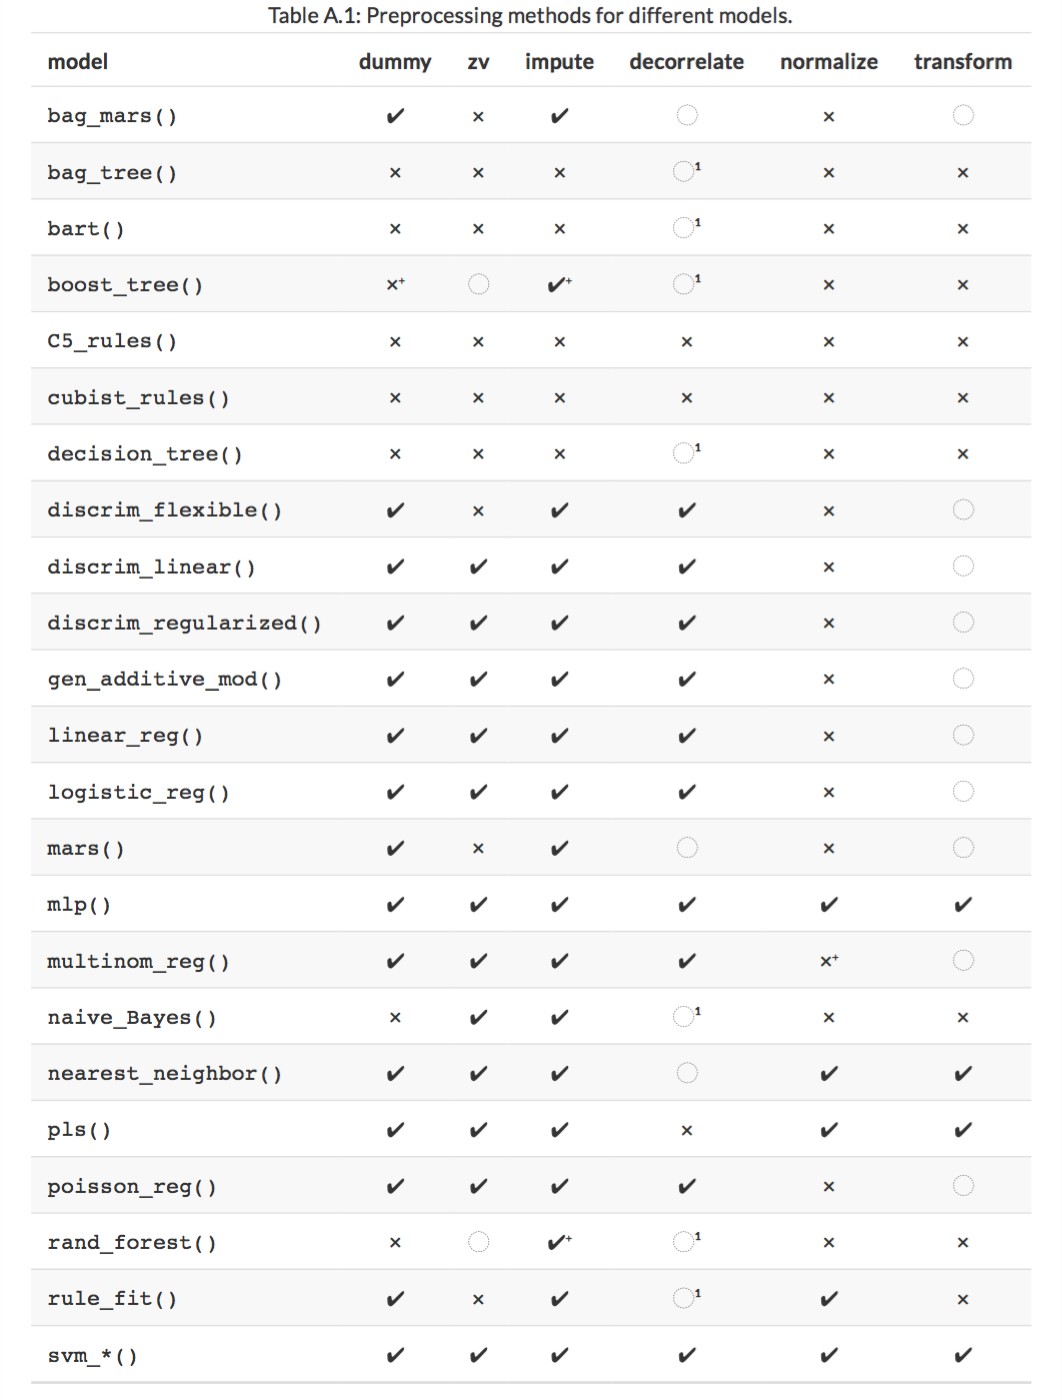 Table A.1: Preprocessing methods for different models.
model dummy zv impute decorrelate normalize transform
bag_mars() ✔ × ✔ ◌ × ◌
bag_tree() × × × ◌¹ × ×
bart() × × × ◌¹ × ×
boost_tree() ×⁺ ◌ ✔⁺ ◌¹ × ×
C5_rules() × × × × × ×
cubist_rules() × × × × × ×
decision_tree() × × × ◌¹ × ×
discrim_flexible() ✔ × ✔ ✔ × ◌
discrim_linear() ✔ ✔ ✔ ✔ × ◌
discrim_regularized() ✔ ✔ ✔ ✔ × ◌
gen_additive_mod() ✔ ✔ ✔ ✔ × ◌
linear_reg() ✔ ✔ ✔ ✔ × ◌
logistic_reg() ✔ ✔ ✔ ✔ × ◌
mars() ✔ × ✔ ◌ × ◌
mlp() ✔ ✔ ✔ ✔ ✔ ✔
multinom_reg() ✔ ✔ ✔ ✔ ×⁺ ◌
naive_Bayes() × ✔ ✔ ◌¹ × ×
nearest_neighbor() ✔ ✔ ✔ ◌ ✔ ✔
pls() ✔ ✔ ✔ × ✔ ✔
poisson_reg() ✔ ✔ ✔ ✔ × ◌
rand_forest() × ◌ ✔⁺ ◌¹ × ×
rule_fit() ✔ × ✔ ◌¹ ✔ ×
svm_*() ✔ ✔ ✔ ✔ ✔ ✔